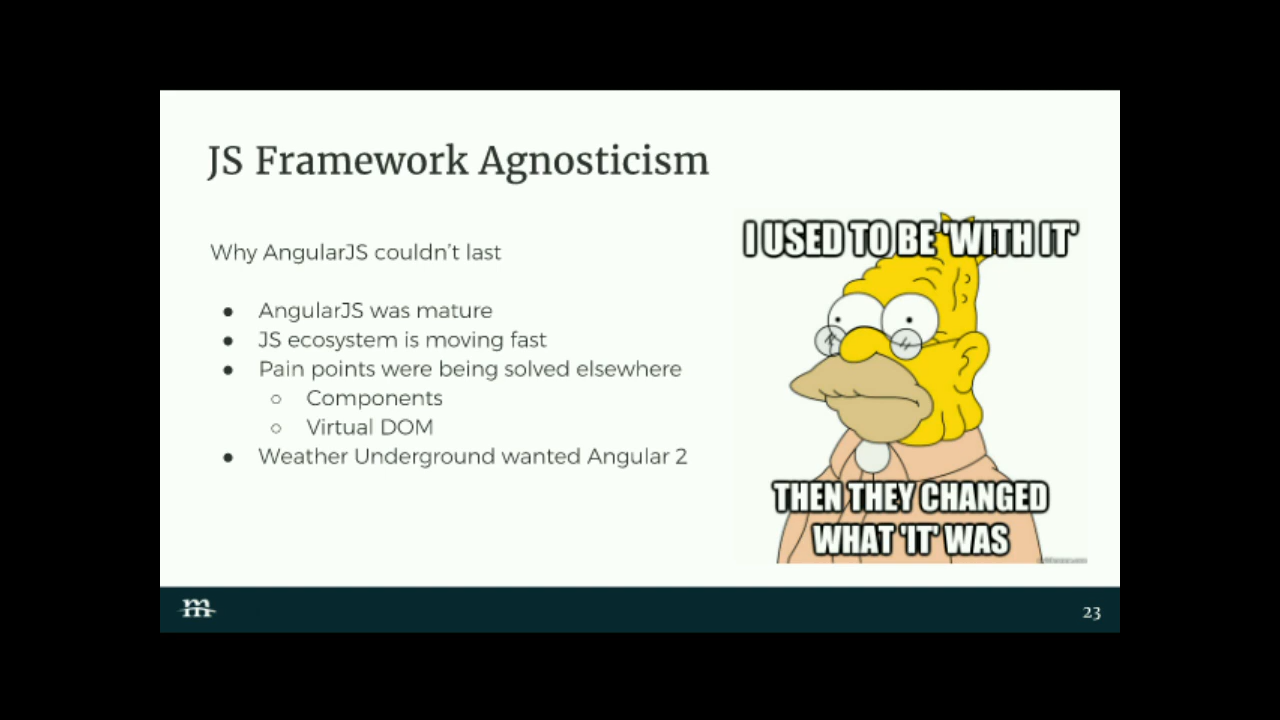 JS Framework Agnosticism
Why AngularJS couldn't last
● AngularJS was mature
● JS ecosystem is moving fast
● Pain points were being solved elsewhere
○ Components
○ Virtual DOM
● Weather Underground wanted Angular 2
I USED TO BE 'WITH IT'
THEN THEY CHANGED
WHAT 'IT' WAS
m
23